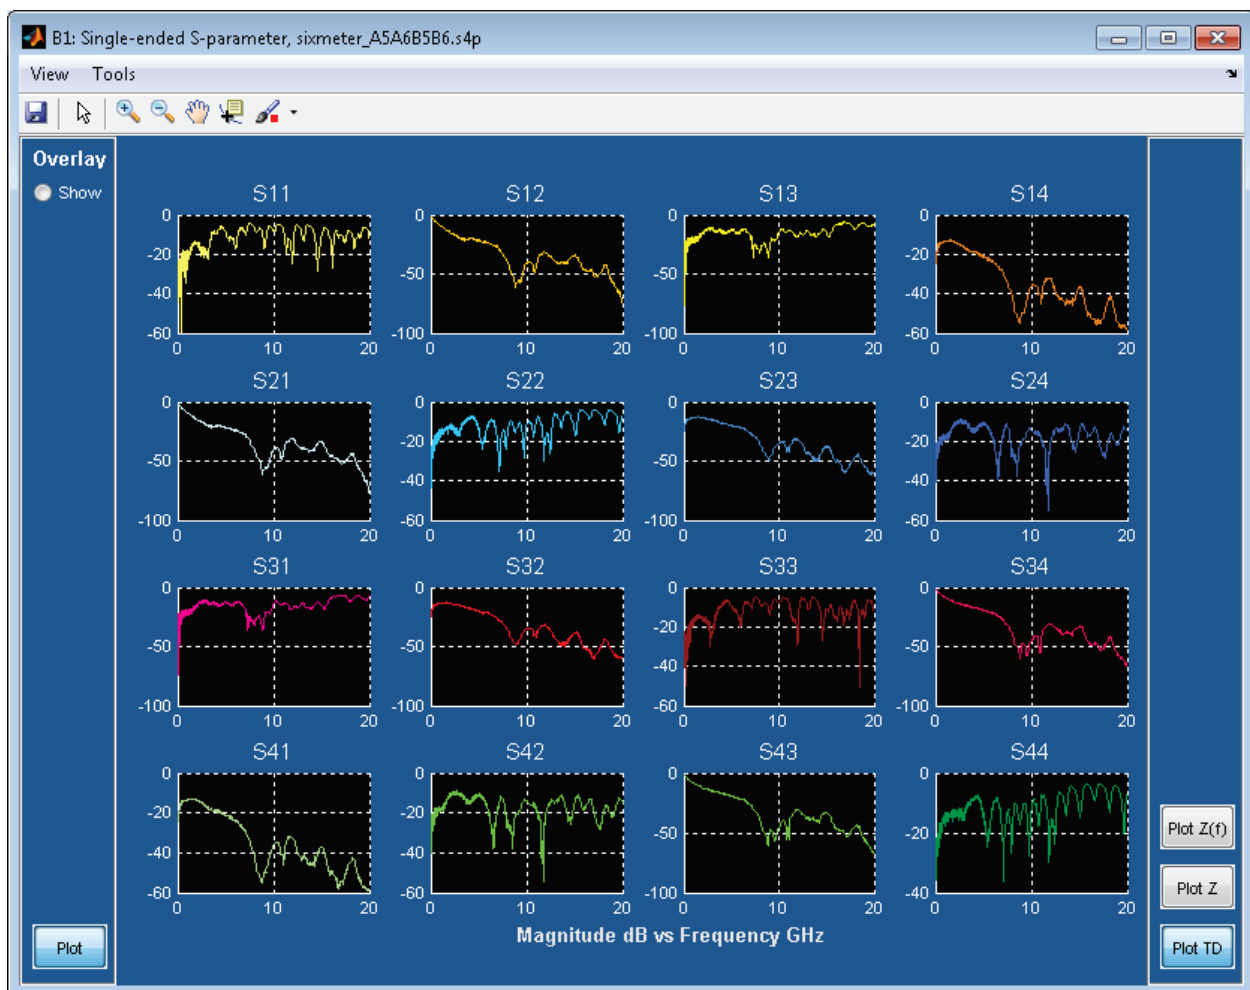 B1: Single-ended S-parameter, sixmeter_A5A6B5B6.s4p
View Tools
Overlay
Show
S11 S12 S13 S14
0 0 0 0
-20 -50 -50 -20
-40 -40
-60 -100 -100 -60
0 10 20 0 10 20 0 10 20 0 10 20
S21 S22 S23 S24
0 0 0 0
-50 -20 -50 -20
-40 -40
-100 -60 -100 -60
0 10 20 0 10 20 0 10 20 0 10 20
S31 S32 S33 S34
0 0 0 0
-50 -50 -20 -50
-40
-100 -100 -60 -100
0 10 20 0 10 20 0 10 20 0 10 20
S41 S42 S43 S44
0 0 0 0
-20 -20 -50 -20
-40 -40
-60 -60 -100 -40
0 10 20 0 10 20 0 10 20 0 10 20
Magnitude dB vs Frequency GHz
Plot
Plot Z(f)
Plot Z
Plot TD